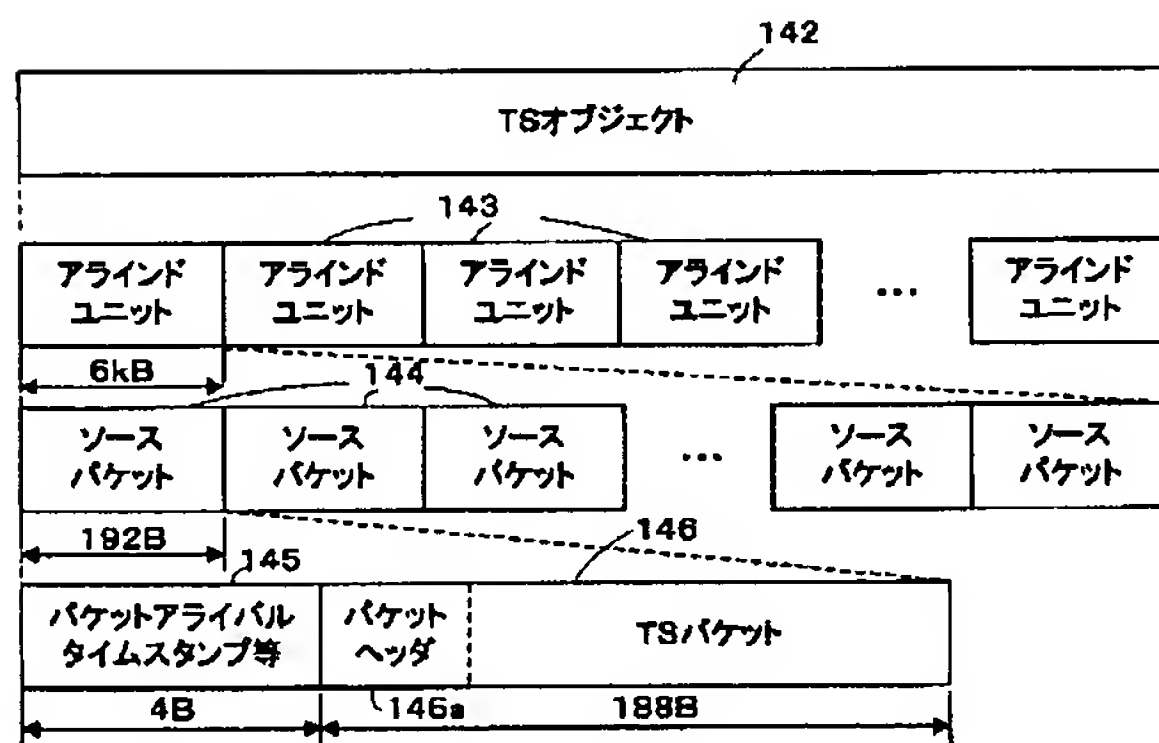 142
TSオブジェクト
143
アラインド
ユニット
アラインド
ユニット
アラインド
ユニット
アラインド
ユニット
...
アラインド
ユニット
6kB
144
ソース
パケット
ソース
パケット
ソース
パケット
...
ソース
パケット
ソース
パケット
192B
145
146
パケットアライバル
タイムスタンプ等
パケット
ヘッダ
TSパケット
4B
146a
188B